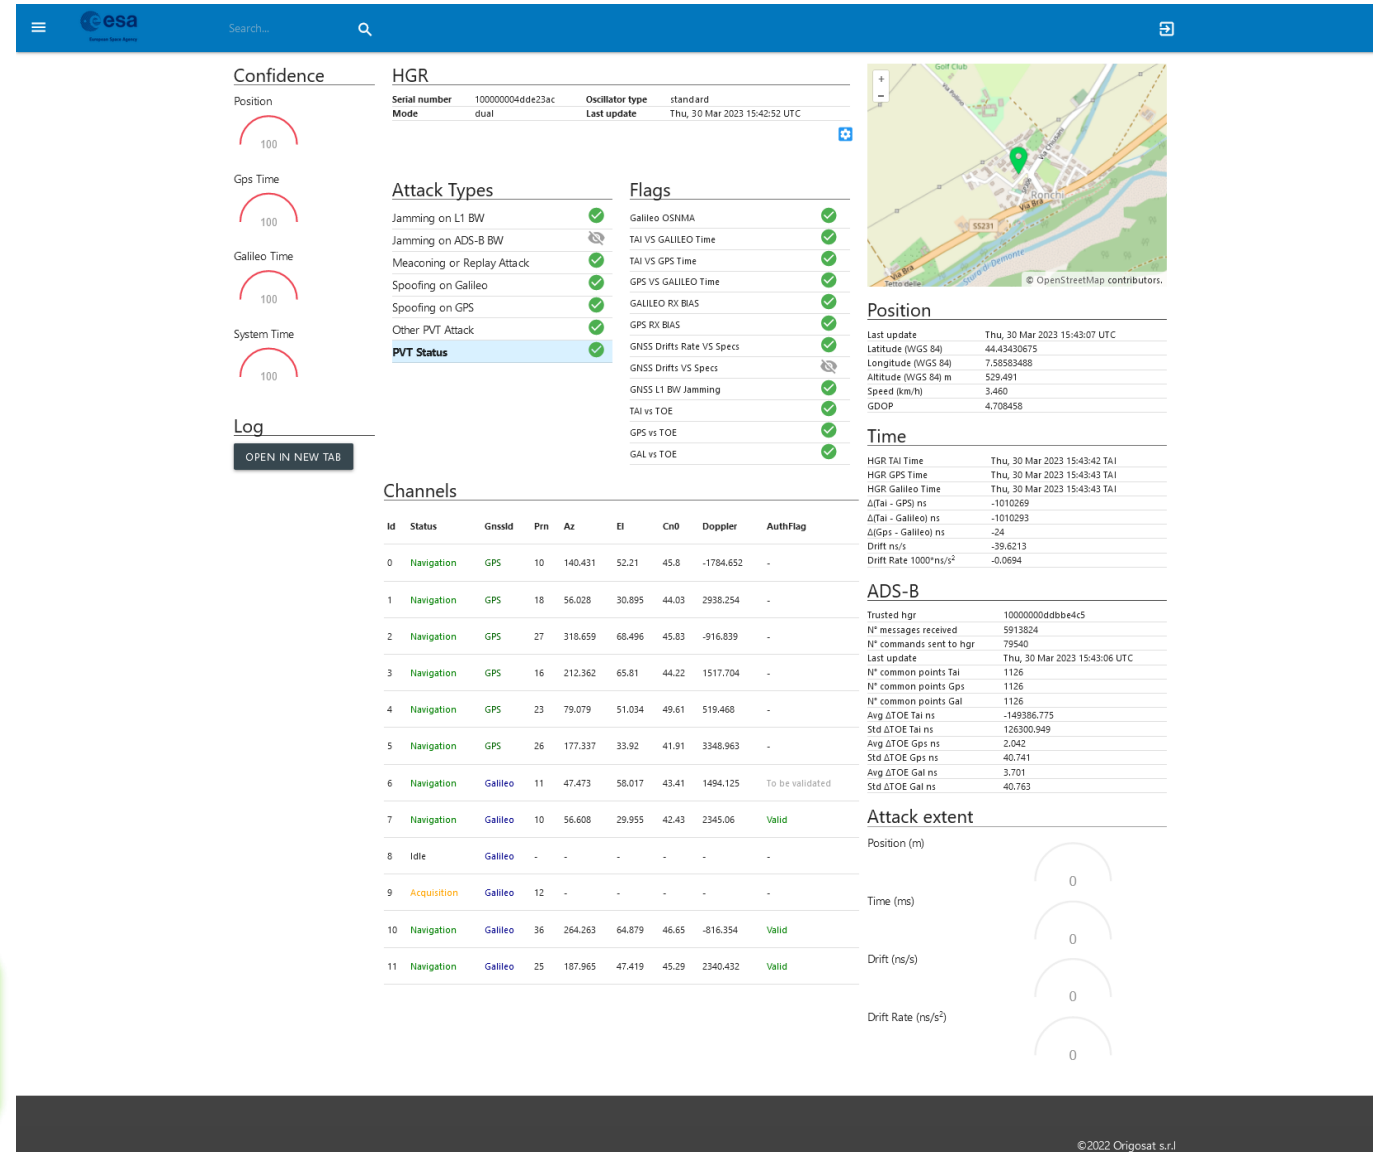 esa
European Space Agency
Search...
Confidence
Position
100
Gps Time
100
Galileo Time
100
System Time
100
Log
OPEN IN NEW TAB
HGR
Serial number 100000004dde23ac Oscillator type standard
Mode dual Last update Thu, 30 Mar 2023 15:42:52 UTC
Attack Types
Jamming on L1 BW
Jamming on ADS-B BW
Meaconing or Replay Attack
Spoofing on Galileo
Spoofing on GPS
Other PVT Attack
PVT Status
Flags
Galileo OSNMA
TAI VS GALILEO Time
TAI VS GPS Time
GPS VS GALILEO Time
GALILEO RX BIAS
GPS RX BIAS
GNSS Drifts Rate VS Specs
GNSS Drifts VS Specs
GNSS L1 BW Jamming
TAI vs TOE
GPS vs TOE
GAL vs TOE
Channels
Id Status GnssId Prn Az El Cn0 Doppler AuthFlag
0 Navigation GPS 10 140.431 52.21 45.8 -1784.652 -
1 Navigation GPS 18 56.028 30.895 44.03 2938.254 -
2 Navigation GPS 27 318.659 68.496 45.83 -916.839 -
3 Navigation GPS 16 212.362 65.81 44.22 1517.704 -
4 Navigation GPS 23 79.079 51.034 49.61 519.468 -
5 Navigation GPS 26 177.337 33.92 41.91 3348.963 -
6 Navigation Galileo 11 47.473 58.017 43.41 1494.125 To be validated
7 Navigation Galileo 10 56.608 29.955 42.43 2345.06 Valid
8 Idle Galileo - - - - - -
9 Acquisition Galileo 12 - - - - -
10 Navigation Galileo 36 264.263 64.879 46.65 -816.354 Valid
11 Navigation Galileo 25 187.965 47.419 45.29 2340.432 Valid
+
−
Golf Club
Via Pollino
Via Chiusani
Ronchi
Via Bra
SS231
Via Bra
Stura di Demonte
Tetto delle
© OpenStreetMap contributors.
Position
Last update Thu, 30 Mar 2023 15:43:07 UTC
Latitude (WGS 84) 44.43430675
Longitude (WGS 84) 7.58583488
Altitude (WGS 84) m 529.491
Speed (km/h) 3.460
GDOP 4.708458
Time
HGR TAI Time Thu, 30 Mar 2023 15:43:42 TAI
HGR GPS Time Thu, 30 Mar 2023 15:43:43 TAI
HGR Galileo Time Thu, 30 Mar 2023 15:43:43 TAI
Δ(Tai - GPS) ns -1010269
Δ(Tai - Galileo) ns -1010293
Δ(Gps - Galileo) ns -24
Drift ns/s -39.6213
Drift Rate 1000*ns/s² -0.0694
ADS-B
Trusted hgr 10000000ddbbe4c5
N° messages received 5913824
N° commands sent to hgr 79540
Last update Thu, 30 Mar 2023 15:43:06 UTC
N° common points Tai 1126
N° common points Gps 1126
N° common points Gal 1126
Avg ΔTOE Tai ns -149386.775
Std ΔTOE Tai ns 126300.949
Avg ΔTOE Gps ns 2.042
Std ΔTOE Gps ns 40.741
Avg ΔTOE Gal ns 3.701
Std ΔTOE Gal ns 40.763
Attack extent
Position (m)
0
Time (ms)
0
Drift (ns/s)
0
Drift Rate (ns/s²)
0
©2022 Origosat s.r.l